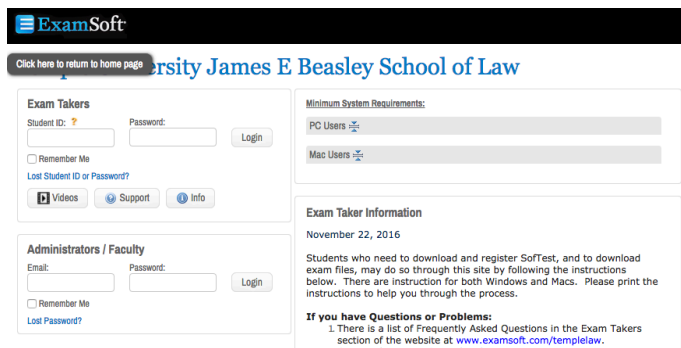 ExamSoft
Click here to return to home page
rsity James E Beasley School of Law
Exam Takers
Student ID: ?
Password:
Login
Remember Me
Lost Student ID or Password?
Videos
Support
Info
Administrators / Faculty
Email:
Password:
Login
Remember Me
Lost Password?
Minimum System Requirements:
PC Users
Mac Users
Exam Taker Information
November 22, 2016
Students who need to download and register SofTest, and to download
exam files, may do so through this site by following the instructions
below.  There are instruction for both Windows and Macs.  Please print the
instructions to help you through the process.
If you have Questions or Problems:
1. There is a list of Frequently Asked Questions in the Exam Takers
section of the website at www.examsoft.com/templelaw.